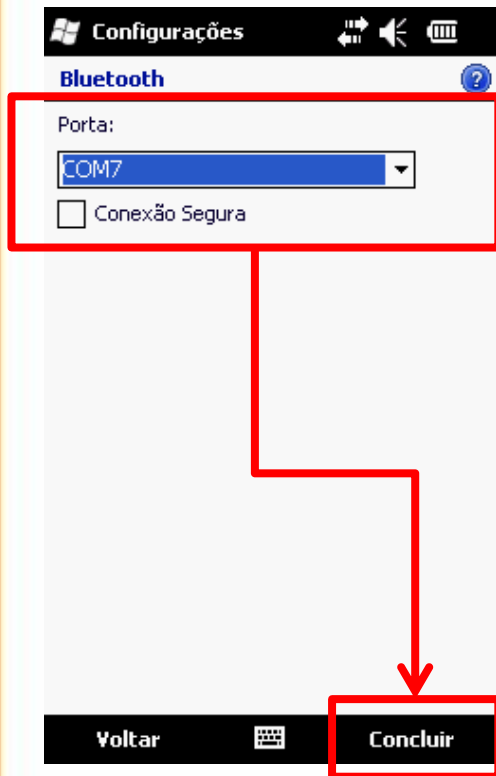 Configurações
Bluetooth
?
Porta:
COM7
Conexão Segura
Voltar
Concluir